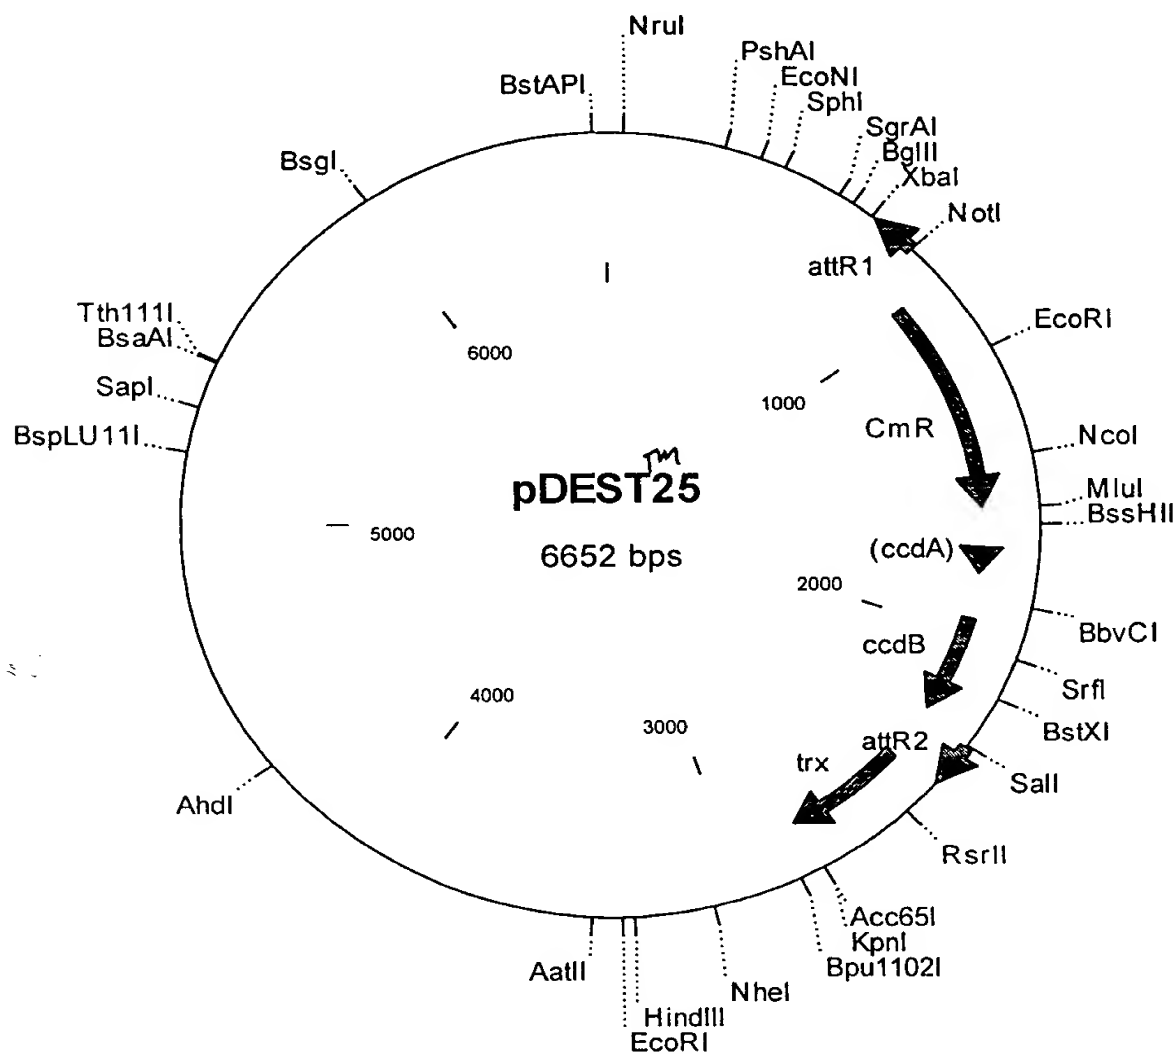 NruI
PshAI
BstAPI
EcoNI
SphI
SgrAI
BsgI
BglII
XbaI
NotI
attR1
Tth111I
EcoRI
BsaAI
6000
SapI
1000
CmR
BspLU11I
NcoI
TM
pDEST25
MluI
BssHII
5000
(ccdA)
6652 bps
2000
BbvCI
ccdB
SrfI
4000
BstXI
3000
attR2
trx
SalI
AhdI
RsrII
Acc65I
KpnI
AatII
Bpu1102I
NheI
HindIII
EcoRI